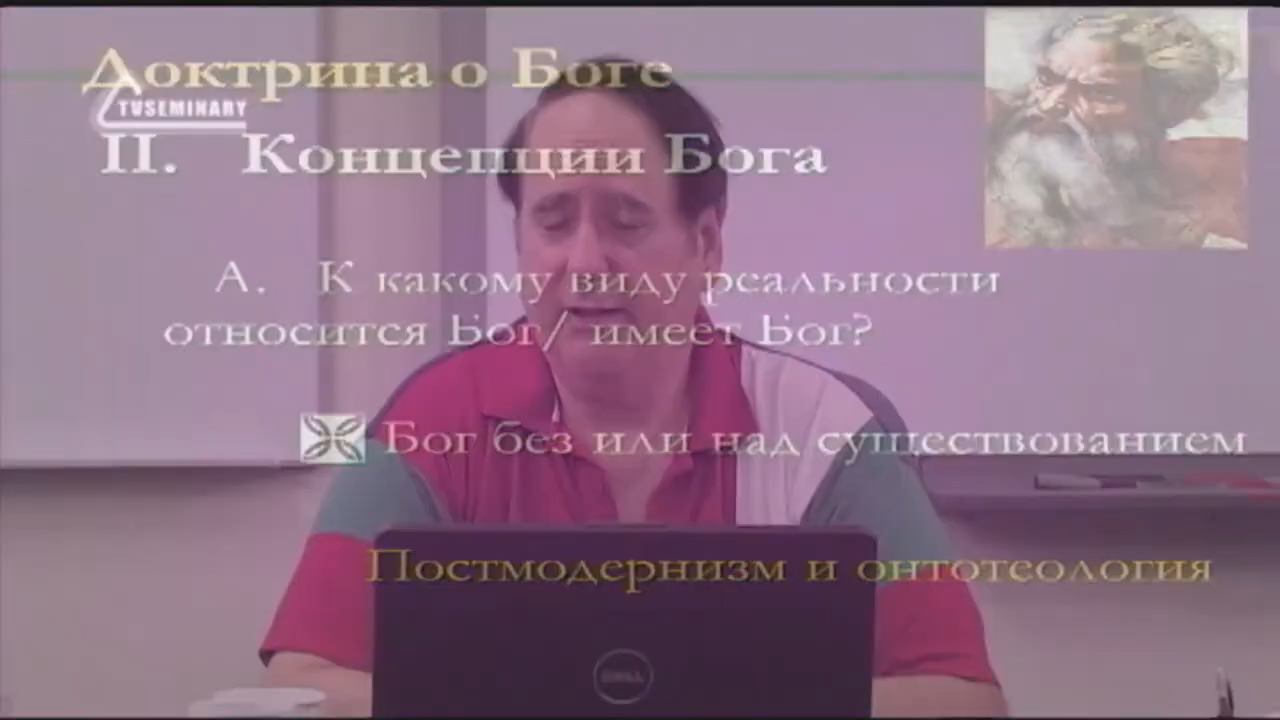 Доктрина о Боге
TVSEMINARY
II. Концепции Бога
А. К какому виду реальности
относится Бог/ имеет Бог?
Бог без или над существованием
Постмодернизм и онтотеология
DELL